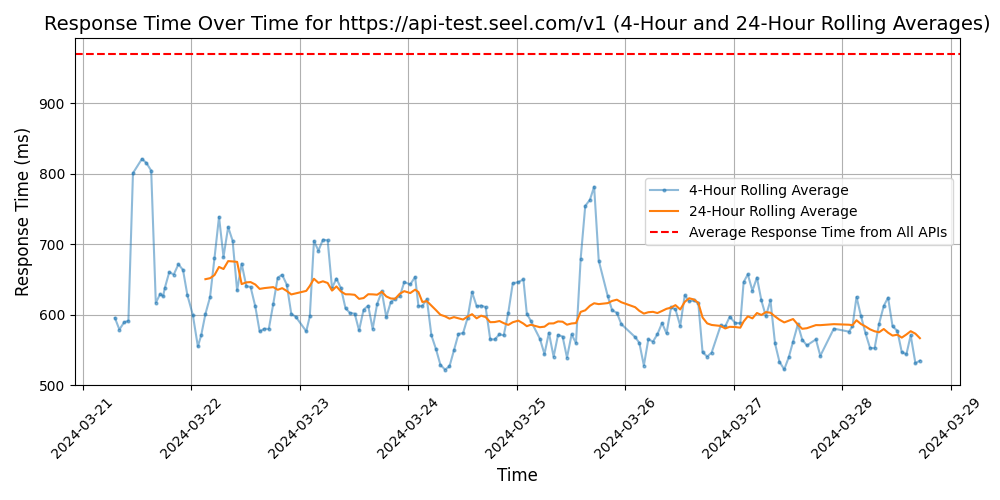 Response Time Over Time for https://api-test.seel.com/v1 (4-Hour and 24-Hour Rolling Averages)
Response Time (ms)
900
800
700
600
500
4-Hour Rolling Average
24-Hour Rolling Average
Average Response Time from All APIs
2024-03-21
2024-03-22
2024-03-23
2024-03-24
2024-03-25
2024-03-26
2024-03-27
2024-03-28
2024-03-29
Time